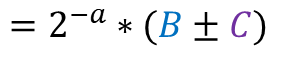 = 2⁻ᵃ * (B ± C)